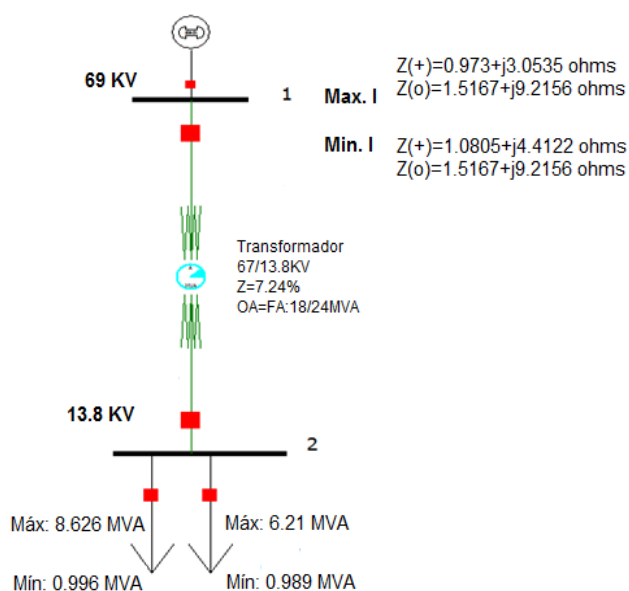 69 KV
1
Max. I
Z(+)=0.973+j3.0535 ohms
Z(o)=1.5167+j9.2156 ohms
Min. I
Z(+)=1.0805+j4.4122 ohms
Z(o)=1.5167+j9.2156 ohms
Transformador
67/13.8KV
Z=7.24%
OA=FA:18/24MVA
13.8 KV
2
Máx: 8.626 MVA
Máx: 6.21 MVA
Mín: 0.996 MVA
Mín: 0.989 MVA